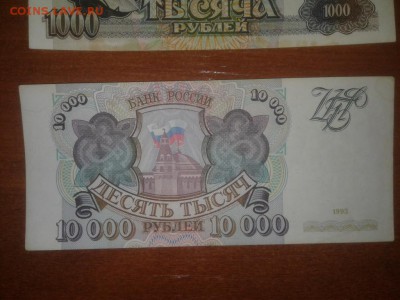 COINS.LAVE.RU
1000 ТЫСЯЧА 1000
РУБЛЕЙ
10 000 БАНК РОССИИ 10 000
ДЕСЯТЬ ТЫСЯЧ
10 000 РУБЛЕЙ 10 000
1993